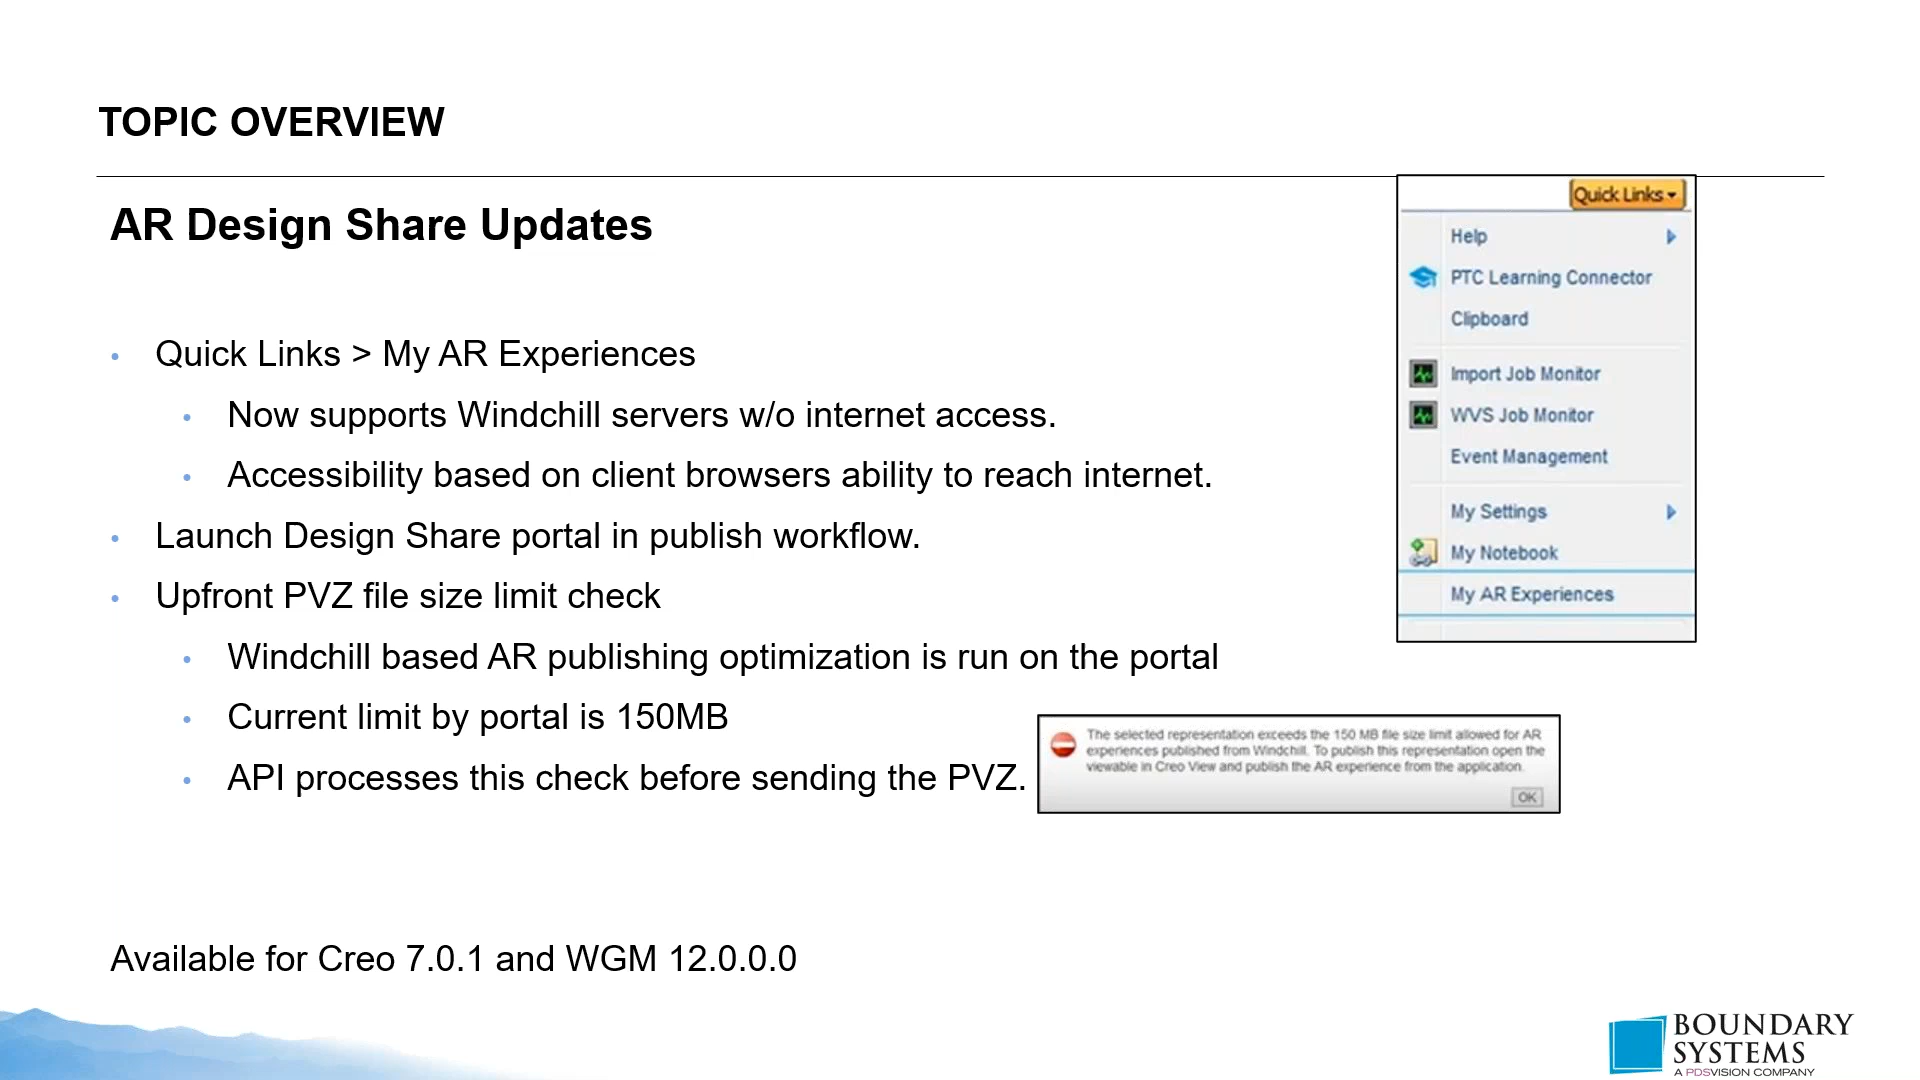 TOPIC OVERVIEW
AR Design Share Updates
• Quick Links > My AR Experiences
• Now supports Windchill servers w/o internet access.
• Accessibility based on client browsers ability to reach internet.
• Launch Design Share portal in publish workflow.
• Upfront PVZ file size limit check
• Windchill based AR publishing optimization is run on the portal
• Current limit by portal is 150MB
• API processes this check before sending the PVZ.
Available for Creo 7.0.1 and WGM 12.0.0.0
Quick Links
Help
PTC Learning Connector
Clipboard
Import Job Monitor
WVS Job Monitor
Event Management
My Settings
My Notebook
My AR Experiences
The selected representation exceeds the 150 MB file size limit allowed for AR
experiences published from Windchill. To publish this representation open the
viewable in Creo View and publish the AR experience from the application.
OK
BOUNDARY
SYSTEMS
A PDSVISION COMPANY